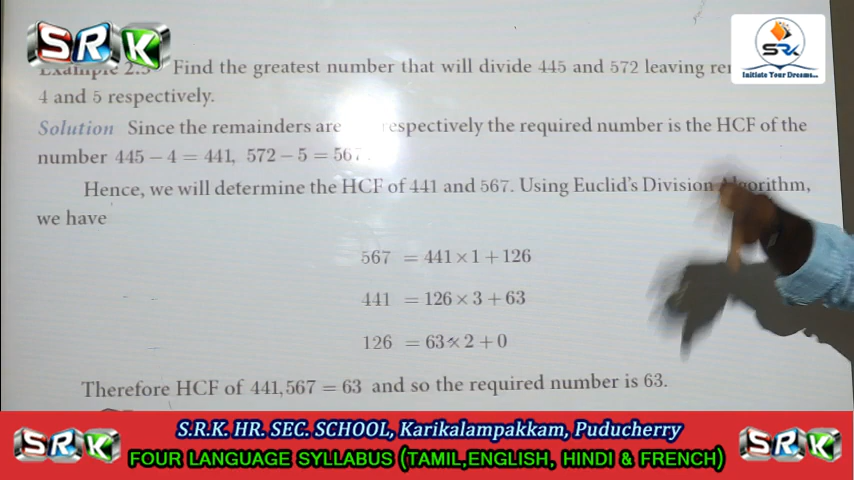 SRK
SRK
Initiate Your Dreams...
Example 2.5 Find the greatest number that will divide 445 and 572 leaving
4 and 5 respectively.
Solution Since the remainders are respectively the required number is the HCF of the
number 445 − 4 = 441, 572 − 5 = 567
Hence, we will determine the HCF of 441 and 567. Using Euclid's Division Algorithm,
we have
567 = 441 × 1 + 126
441 = 126 × 3 + 63
126 = 63 × 2 + 0
Therefore HCF of 441, 567 = 63 and so the required number is 63.
SRK S.R.K. HR. SEC. SCHOOL, Karikalampakkam, Puducherry SRK
FOUR LANGUAGE SYLLABUS (TAMIL,ENGLISH, HINDI & FRENCH)